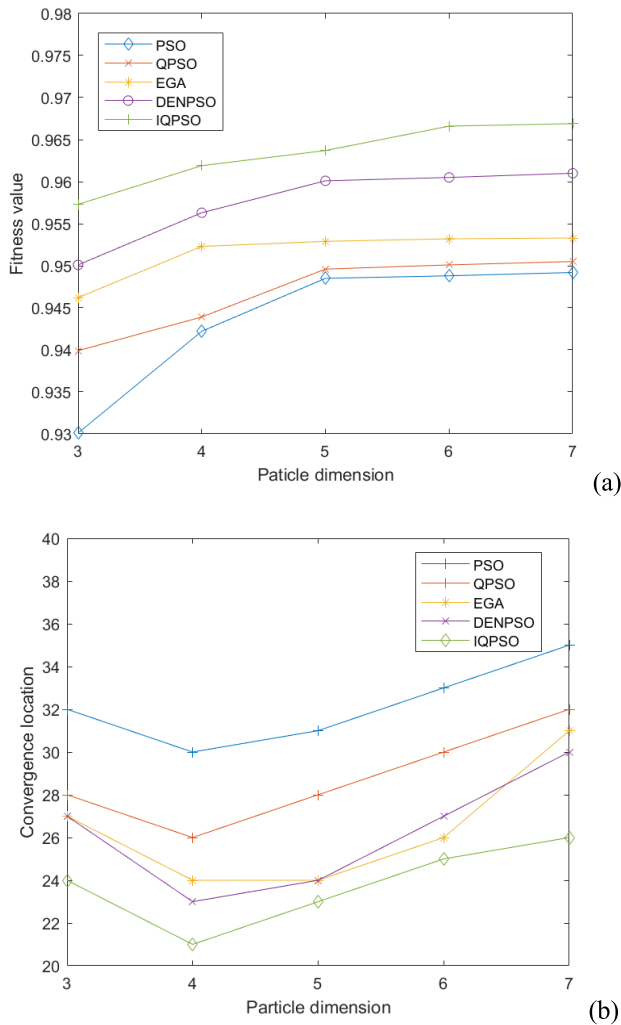 0.98
0.975
0.97
0.965
0.96
0.955
0.95
0.945
0.94
0.935
0.93
Fitness value
PSO
QPSO
EGA
DENPSO
IQPSO
3 4 5 6 7
Paticle dimension
(a)
40
38
36
34
32
30
28
26
24
22
20
Convergence location
PSO
QPSO
EGA
DENPSO
IQPSO
3 4 5 6 7
Particle dimension
(b)